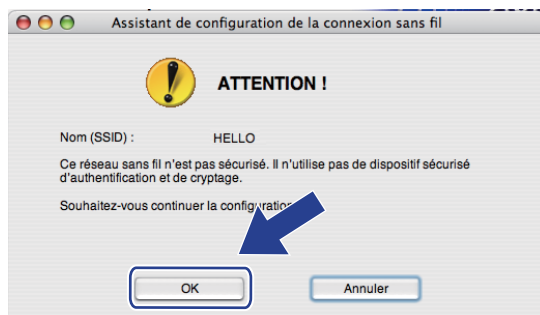 Assistant de configuration de la connexion sans fil
ATTENTION !
Nom (SSID) : HELLO
Ce réseau sans fil n'est pas sécurisé. Il n'utilise pas de dispositif sécurisé
d'authentification et de cryptage.
Souhaitez-vous continuer la configuration
OK Annuler